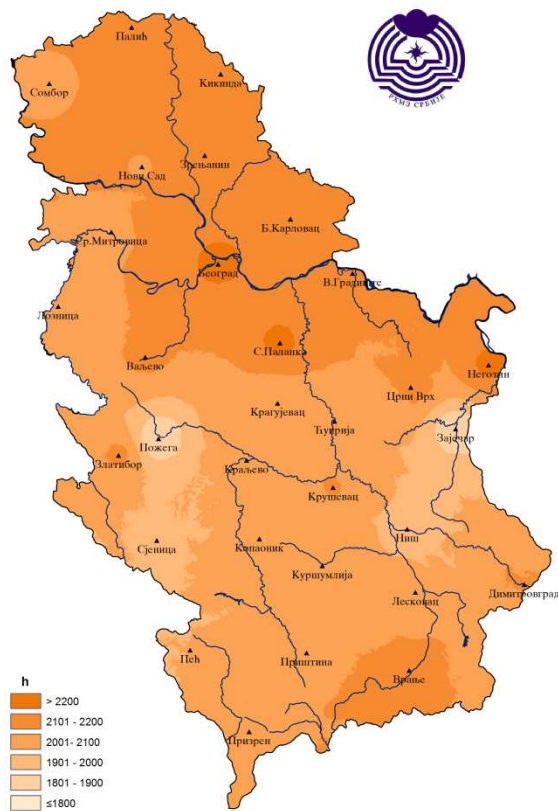 Палић
Кикинда
Сомбор
РХМЗ СРБИЈЕ
Зрењанин
Нови Сад
Б.Карловац
Ср.Митровица
Београд
В.Градиште
Лозница
С.Паланка
Ваљево
Неготин
Црни Врх
Крагујевац
Ћуприја
Зајечар
Пожега
Златибор
Краљево
Крушевац
Ниш
Сјеница
Копаоник
Куршумлија
Димитровград
Лесковац
Пећ
Приштина
Врање
Призрен
h
> 2200
2101 - 2200
2001- 2100
1901 - 2000
1801 - 1900
≤1800